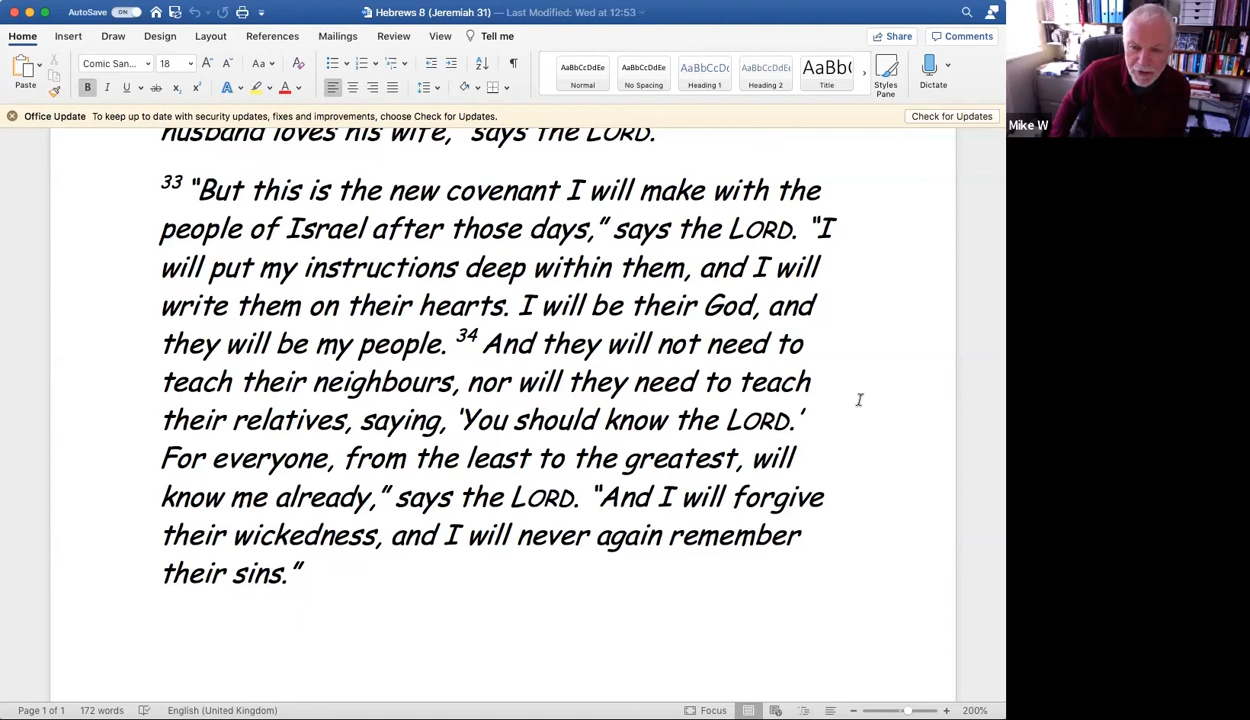 AutoSave ON Hebrews 8 (Jeremiah 31) — Last Modified: Wed at 12:53
Home Insert Draw Design Layout References Mailings Review View Tell me Share Comments
Paste Comic San... 18 A^ A˅ Aa A AaBbCcDdEe AaBbCcDdEe AaBbCcDc AaBbCcDdEe AaBb( Styles Pane Dictate
B I U ab x₂ x² A A Normal No Spacing Heading 1 Heading 2 Title
Office Update To keep up to date with security updates, fixes and improvements, choose Check for Updates. Check for Updates
Mike W
husband loves his wife," says the LORD.
33 “But this is the new covenant I will make with the
people of Israel after those days,” says the LORD. “I
will put my instructions deep within them, and I will
write them on their hearts. I will be their God, and
they will be my people. 34 And they will not need to
teach their neighbours, nor will they need to teach
their relatives, saying, ‘You should know the LORD.’
For everyone, from the least to the greatest, will
know me already,” says the LORD. “And I will forgive
their wickedness, and I will never again remember
their sins.”
Page 1 of 1 172 words English (United Kingdom) Focus 200%